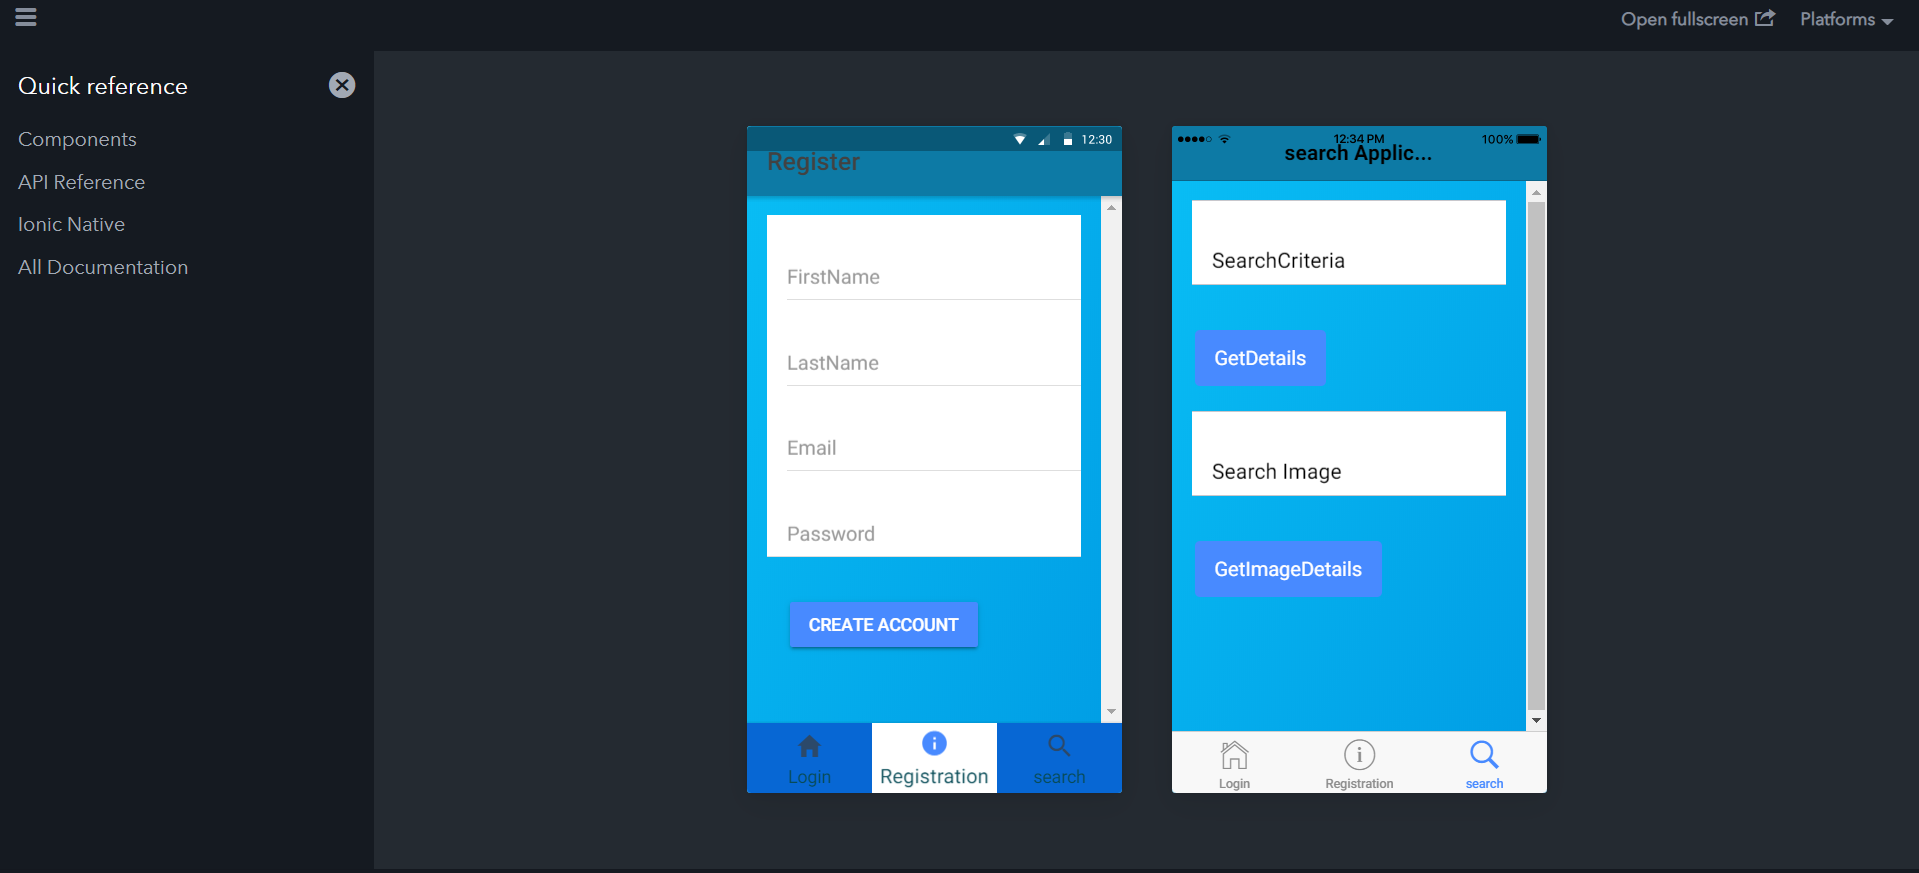 Open fullscreen Platforms
Quick reference
Components
API Reference
Ionic Native
All Documentation
12:30
Register
FirstName
LastName
Email
Password
CREATE ACCOUNT
Login Registration search
12:34 PM 100%
search Applic...
SearchCriteria
GetDetails
Search Image
GetImageDetails
Login Registration search